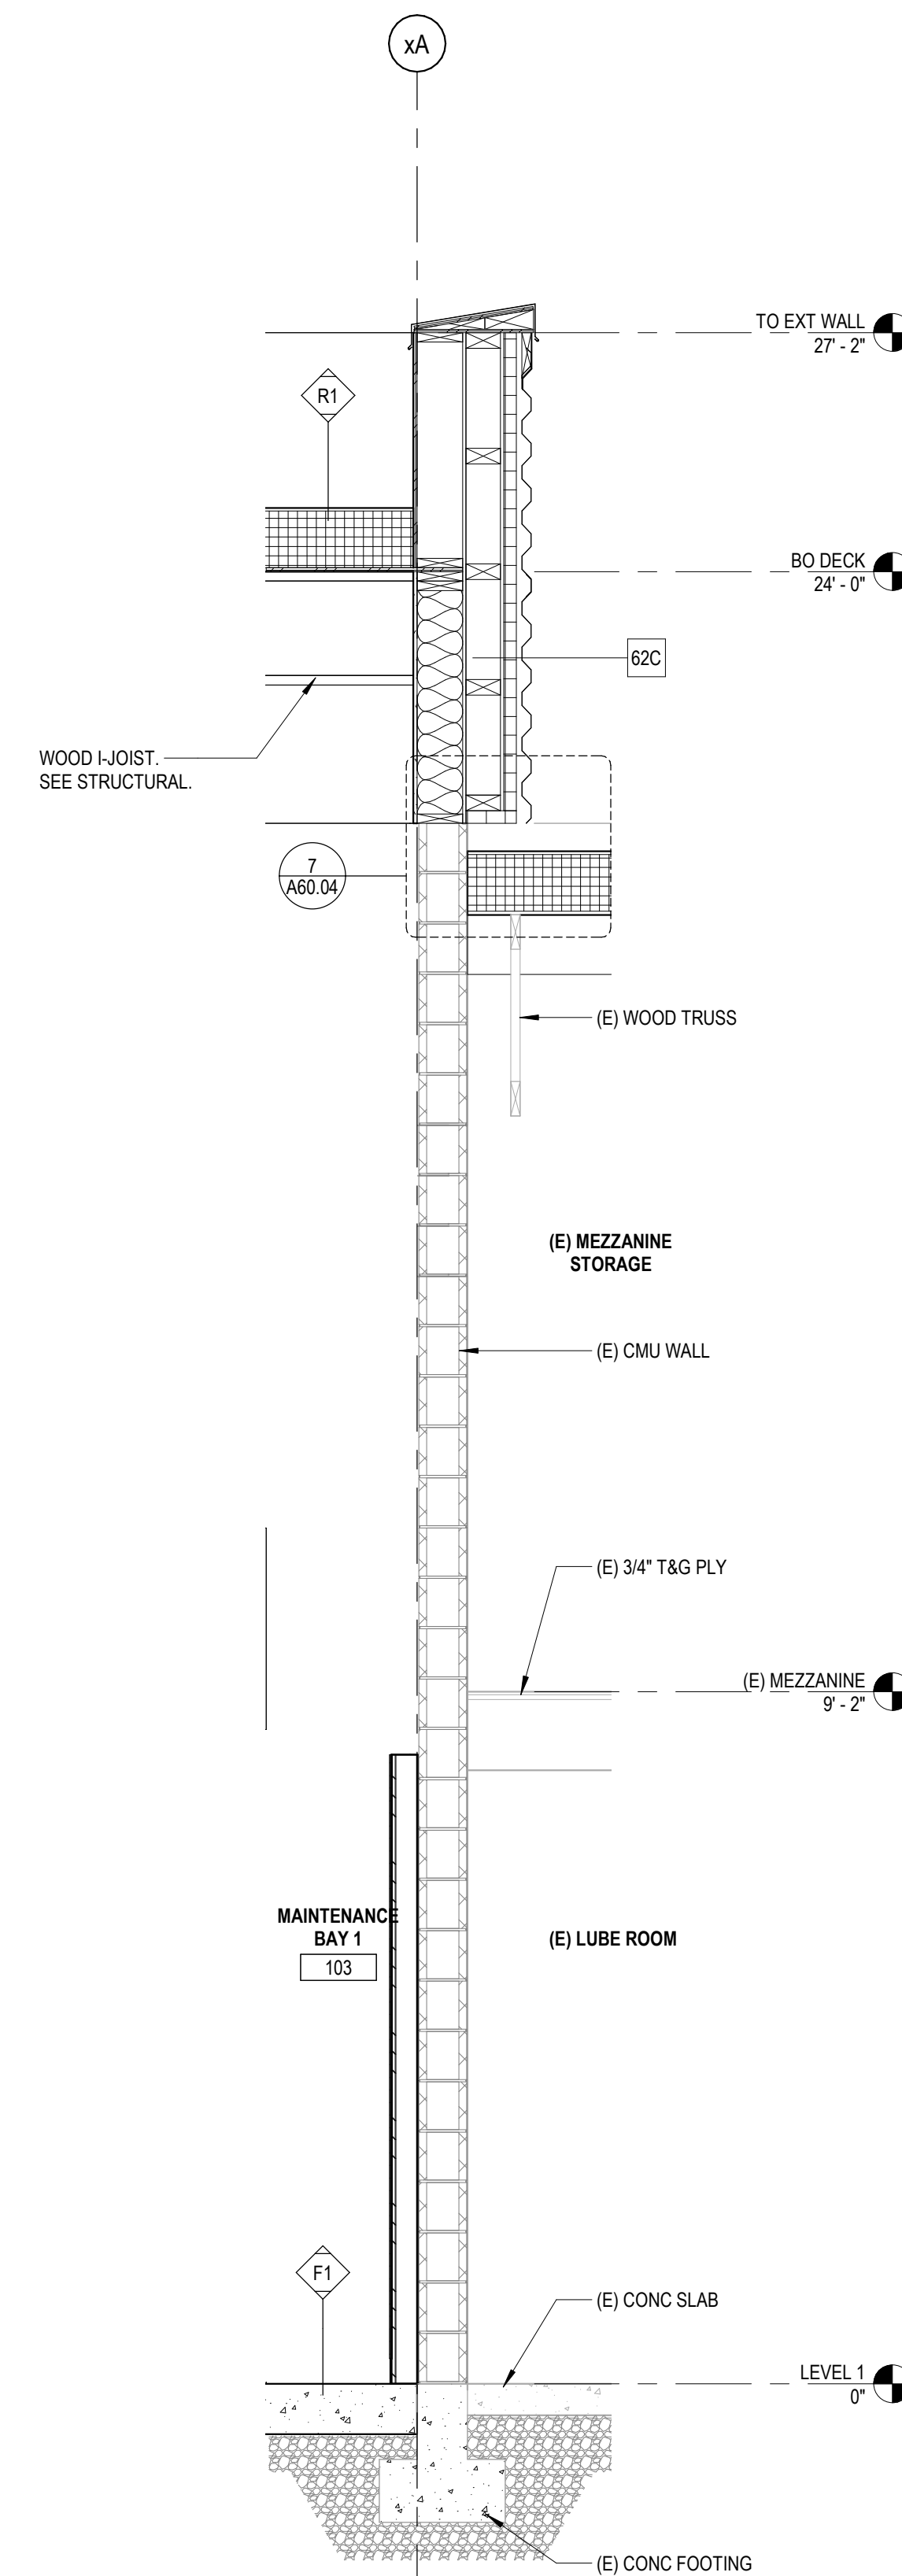 xA
TO EXT WALL
27' - 2"
R1
BO DECK
24' - 0"
62C
WOOD I-JOIST.
SEE STRUCTURAL.
7
A60.04
(E) WOOD TRUSS
(E) MEZZANINE
STORAGE
(E) CMU WALL
(E) 3/4" T&G PLY
(E) MEZZANINE
9' - 2"
MAINTENANCE
BAY 1
103
(E) LUBE ROOM
F1
(E) CONC SLAB
LEVEL 1
0"
(E) CONC FOOTING